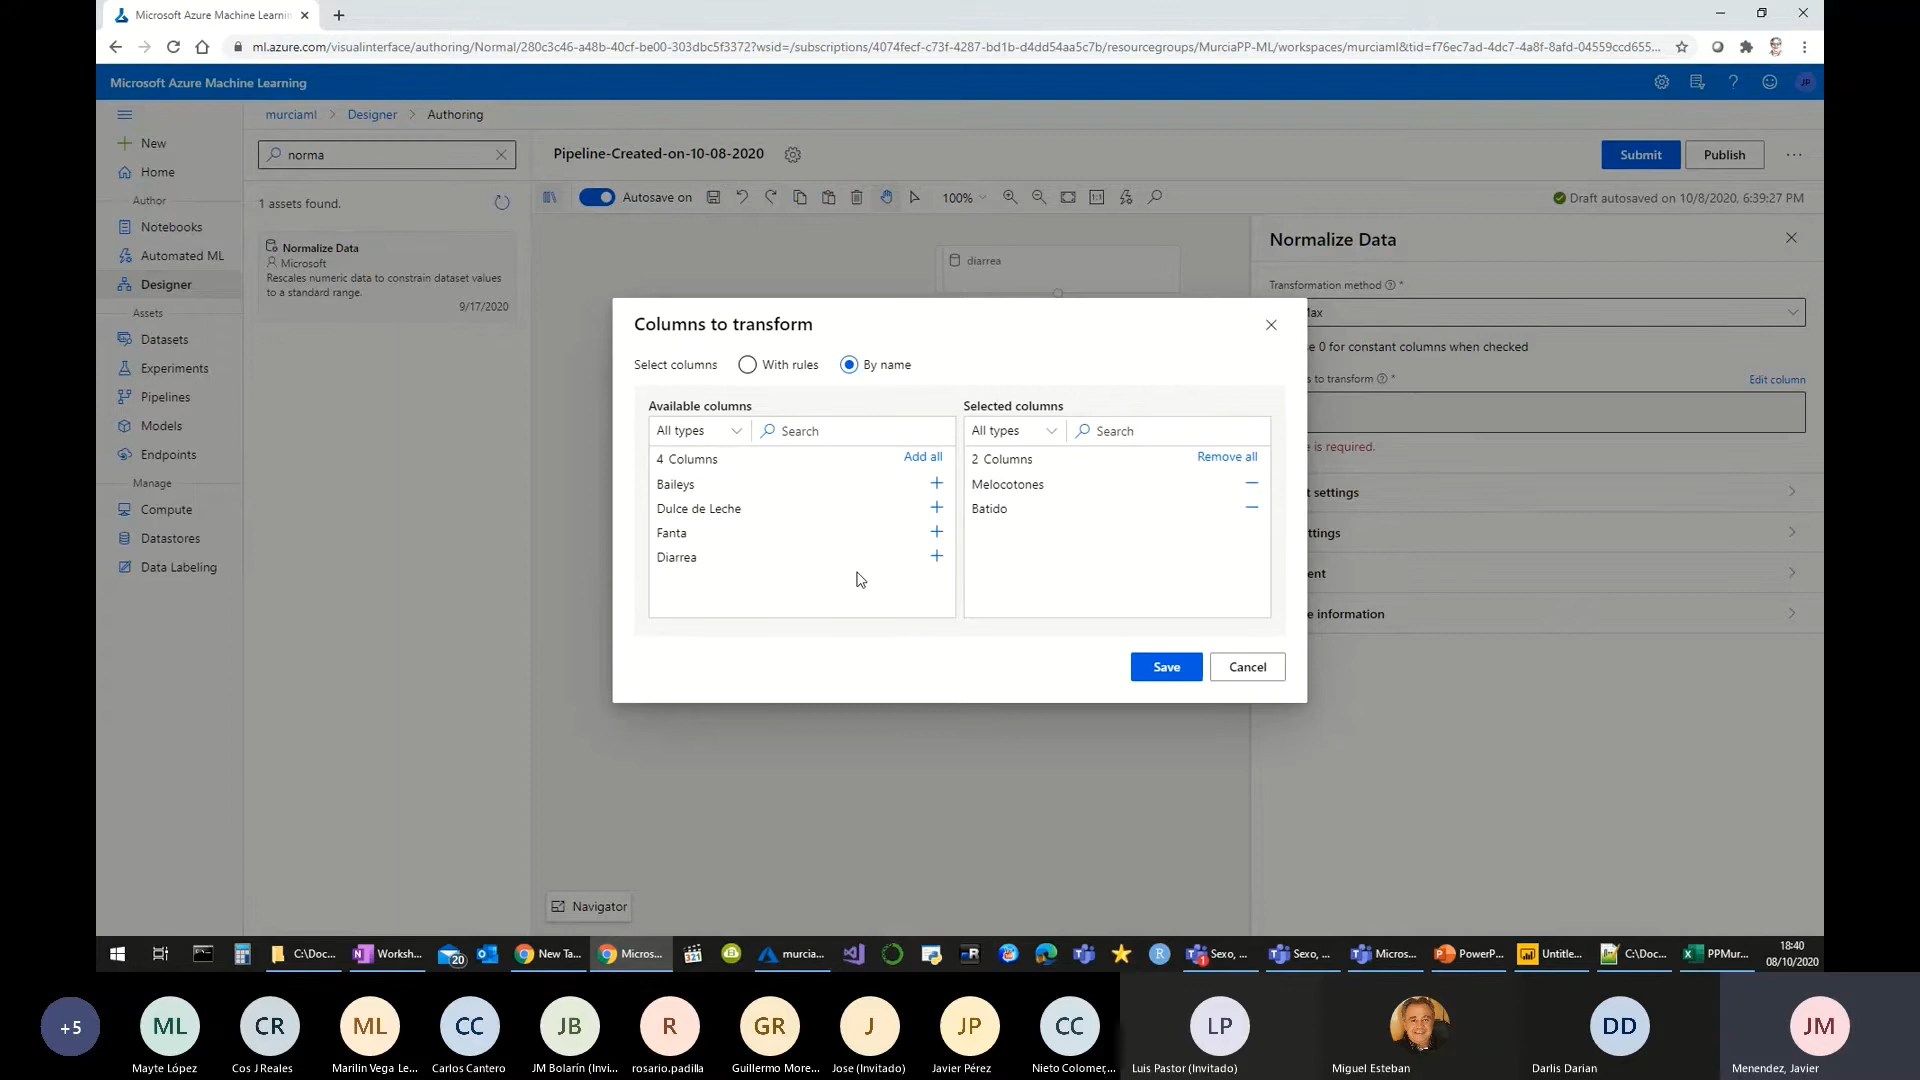 Microsoft Azure Machine Learnin
ml.azure.com/visualinterface/authoring/Normal/280c3c46-a48b-40cf-be00-303dbc5f3372?wsid=/subscriptions/4074fecf-c73f-4287-bd1b-d4dd54aa5c7b/resourcegroups/MurciaPP-ML/workspaces/murciaml&tid=f76ec7ad-4dc7-4a8f-8afd-04559ccd655...
Microsoft Azure Machine Learning
JP
murciaml > Designer > Authoring
New
Home
Author
Notebooks
Automated ML
Designer
Assets
Datasets
Experiments
Pipelines
Models
Endpoints
Manage
Compute
Datastores
Data Labeling
norma
1 assets found.
Normalize Data
Microsoft
Rescales numeric data to constrain dataset values
to a standard range.
9/17/2020
Pipeline-Created-on-10-08-2020
Submit
Publish
Autosave on
100%
Draft autosaved on 10/8/2020, 6:39:27 PM
diarrea
Navigator
Normalize Data
Transformation method *
ax
e 0 for constant columns when checked
s to transform *
Edit column
is required.
t settings
ttings
ent
e information
Columns to transform
Select columns
With rules
By name
Available columns
All types
Search
4 Columns
Add all
Baileys
Dulce de Leche
Fanta
Diarrea
Selected columns
All types
Search
2 Columns
Remove all
Melocotones
Batido
Save
Cancel
C:\Doc...
Worksh...
20
New Ta...
Micros...
321
murcia...
R
R
1
Sexo, ...
Sexo, ...
Micros...
PowerP...
Untitle...
C:\Doc...
PPMur...
18:40
08/10/2020
+5
ML
Mayte López
CR
Cos J Reales
ML
Marilin Vega Le...
CC
Carlos Cantero
JB
JM Bolarín (Invi...
R
rosario.padilla
GR
Guillermo More...
J
Jose (Invitado)
JP
Javier Pérez
CC
Nieto Colomer,...
LP
Luis Pastor (Invitado)
Miguel Esteban
DD
Darlis Darian
JM
Menendez, Javier